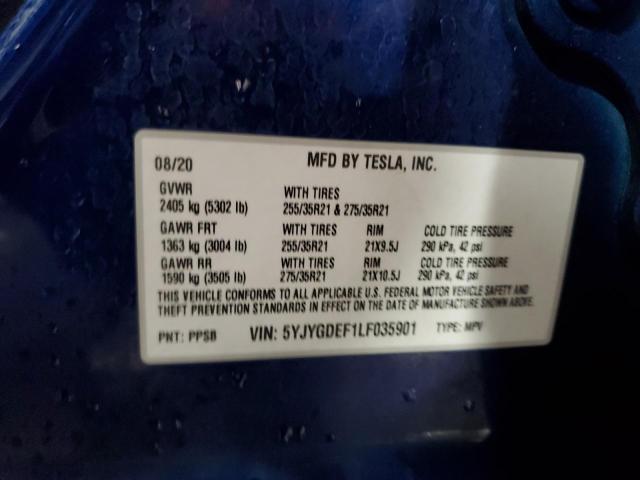 08/20 MFD BY TESLA, INC.
GVWR WITH TIRES
2405 kg (5302 lb) 255/35R21 & 275/35R21
GAWR FRT WITH TIRES RIM COLD TIRE PRESSURE
1363 kg (3004 lb) 255/35R21 21X9.5J 290 kPa, 42 psi
GAWR RR WITH TIRES RIM COLD TIRE PRESSURE
1590 kg (3505 lb) 275/35R21 21X10.5J 290 kPa, 42 psi
THIS VEHICLE CONFORMS TO ALL APPLICABLE U.S. FEDERAL MOTOR VEHICLE SAFETY AND
THEFT PREVENTION STANDARDS IN EFFECT ON THE DATE OF MANUFACTURE SHOWN ABOVE.
PNT: PPSB VIN: 5YJYGDEF1LF035901 TYPE: MPV